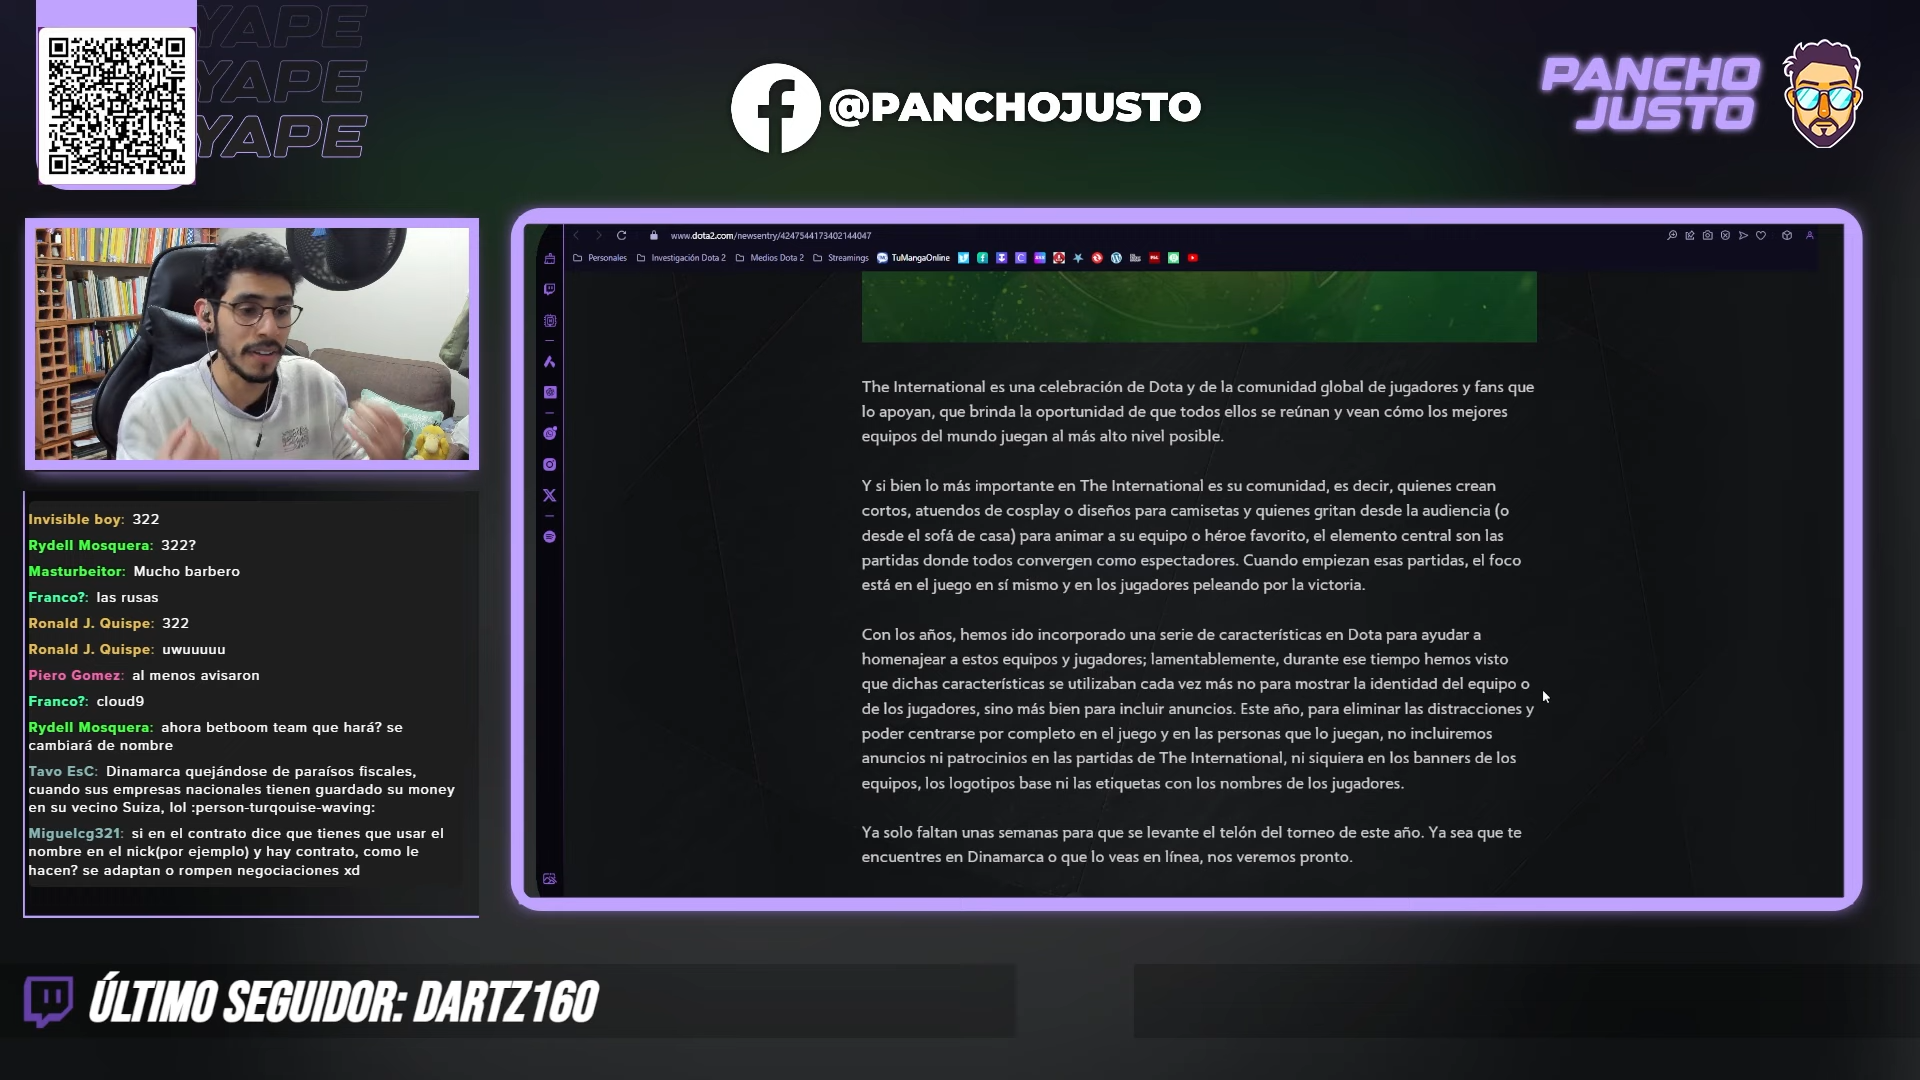 YAPE
YAPE
YAPE
@PANCHOJUSTO
PANCHO
JUSTO
Invisible boy: 322
Rydell Mosquera: 322?
Masturbeitor: Mucho barbero
Franco?: las rusas
Ronald J. Quispe: 322
Ronald J. Quispe: uwuuuuu
Piero Gomez: al menos avisaron
Franco?: cloud9
Rydell Mosquera: ahora betboom team que hará? se
cambiará de nombre
Tavo EsC: Dinamarca quejándose de paraísos fiscales,
cuando sus empresas nacionales tienen guardado su money
en su vecino Suiza, lol :person-turqouise-waving:
Miguelcg321: si en el contrato dice que tienes que usar el
nombre en el nick(por ejemplo) y hay contrato, como le
hacen? se adaptan o rompen negociaciones xd
www.dota2.com/newsentry/4247544173402144047
Personales Investigación Dota 2 Medios Dota 2 Streamings TuMangaOnline
The International es una celebración de Dota y de la comunidad global de jugadores y fans que
lo apoyan, que brinda la oportunidad de que todos ellos se reúnan y vean cómo los mejores
equipos del mundo juegan al más alto nivel posible.
Y si bien lo más importante en The International es su comunidad, es decir, quienes crean
cortos, atuendos de cosplay o diseños para camisetas y quienes gritan desde la audiencia (o
desde el sofá de casa) para animar a su equipo o héroe favorito, el elemento central son las
partidas donde todos convergen como espectadores. Cuando empiezan esas partidas, el foco
está en el juego en sí mismo y en los jugadores peleando por la victoria.
Con los años, hemos ido incorporado una serie de características en Dota para ayudar a
homenajear a estos equipos y jugadores; lamentablemente, durante ese tiempo hemos visto
que dichas características se utilizaban cada vez más no para mostrar la identidad del equipo o
de los jugadores, sino más bien para incluir anuncios. Este año, para eliminar las distracciones y
poder centrarse por completo en el juego y en las personas que lo juegan, no incluiremos
anuncios ni patrocinios en las partidas de The International, ni siquiera en los banners de los
equipos, los logotipos base ni las etiquetas con los nombres de los jugadores.
Ya solo faltan unas semanas para que se levante el telón del torneo de este año. Ya sea que te
encuentres en Dinamarca o que lo veas en línea, nos veremos pronto.
ÚLTIMO SEGUIDOR: DARTZ160